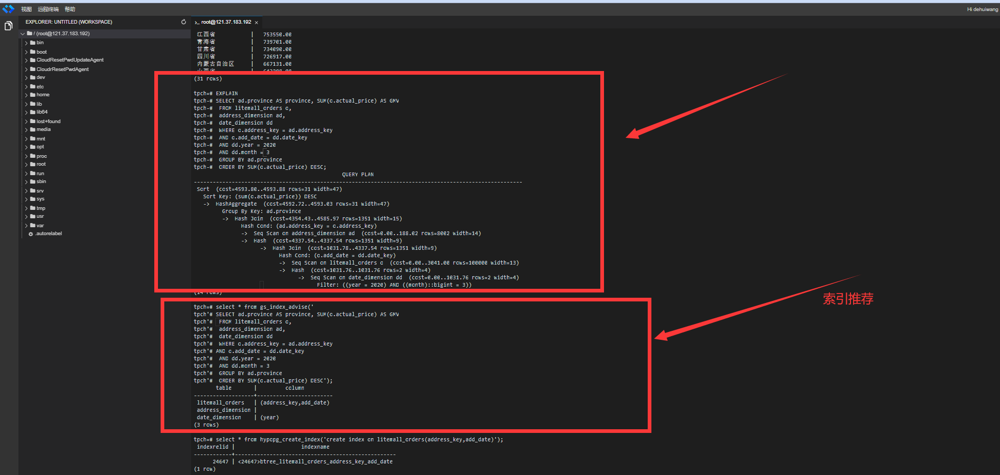 视图 远程终端 帮助
Hi dehuiwang
EXPLORER: UNTITLED (WORKSPACE)
/ (root@121.37.183.192)
bin
boot
CloudResetPwdUpdateAgent
CloudrResetPwdAgent
dev
etc
home
lib
lib64
lost+found
media
mnt
opt
proc
root
run
sbin
srv
sys
tmp
usr
var
.autorelabel
root@121.37.183.192 ×
江西省 | 753550.00
青海省 | 739701.00
甘肃省 | 734090.00
四川省 | 726917.00
内蒙古自治区 | 667131.00
山西省 |
(31 rows)
tpch=# EXPLAIN
tpch-# SELECT ad.province AS province, SUM(o.actual_price) AS GMV
tpch-# FROM litemall_orders o,
tpch-# address_dimension ad,
tpch-# date_dimension dd
tpch-# WHERE o.address_key = ad.address_key
tpch-# AND o.add_date = dd.date_key
tpch-# AND dd.year = 2020
tpch-# AND dd.month = 3
tpch-# GROUP BY ad.province
tpch-# ORDER BY SUM(o.actual_price) DESC;
QUERY PLAN
--------------------------------------------------------------------------------------------------------
Sort (cost=4593.80..4593.88 rows=31 width=47)
Sort Key: (sum(o.actual_price)) DESC
-> HashAggregate (cost=4592.72..4593.03 rows=31 width=47)
Group By Key: ad.province
-> Hash Join (cost=4354.43..4585.97 rows=1351 width=15)
Hash Cond: (ad.address_key = o.address_key)
-> Seq Scan on address_dimension ad (cost=0.00..188.02 rows=8002 width=14)
-> Hash (cost=4337.54..4337.54 rows=1351 width=9)
-> Hash Join (cost=1031.78..4337.54 rows=1351 width=9)
Hash Cond: (o.add_date = dd.date_key)
-> Seq Scan on litemall_orders o (cost=0.00..3041.00 rows=100000 width=13)
-> Hash (cost=1031.76..1031.76 rows=2 width=4)
-> Seq Scan on date_dimension dd (cost=0.00..1031.76 rows=2 width=4)
Filter: ((year = 2020) AND ((month)::bigint = 3))
(14 rows)
tpch=# select * from gs_index_advise('
tpch'# SELECT ad.province AS province, SUM(o.actual_price) AS GMV
tpch'# FROM litemall_orders o,
tpch'# address_dimension ad,
tpch'# date_dimension dd
tpch'# WHERE o.address_key = ad.address_key
tpch'# AND o.add_date = dd.date_key
tpch'# AND dd.year = 2020
tpch'# AND dd.month = 3
tpch'# GROUP BY ad.province
tpch'# ORDER BY SUM(o.actual_price) DESC');
table | column
-------------------+------------------------
litemall_orders | (address_key,add_date)
address_dimension |
date_dimension | (year)
(3 rows)
tpch=# select * from hypopg_create_index('create index on litemall_orders(address_key,add_date)');
indexrelid | indexname
------------+---------------------------------------------------
24647 | <24647>btree_litemall_orders_address_key_add_date
(1 row)
索引推荐